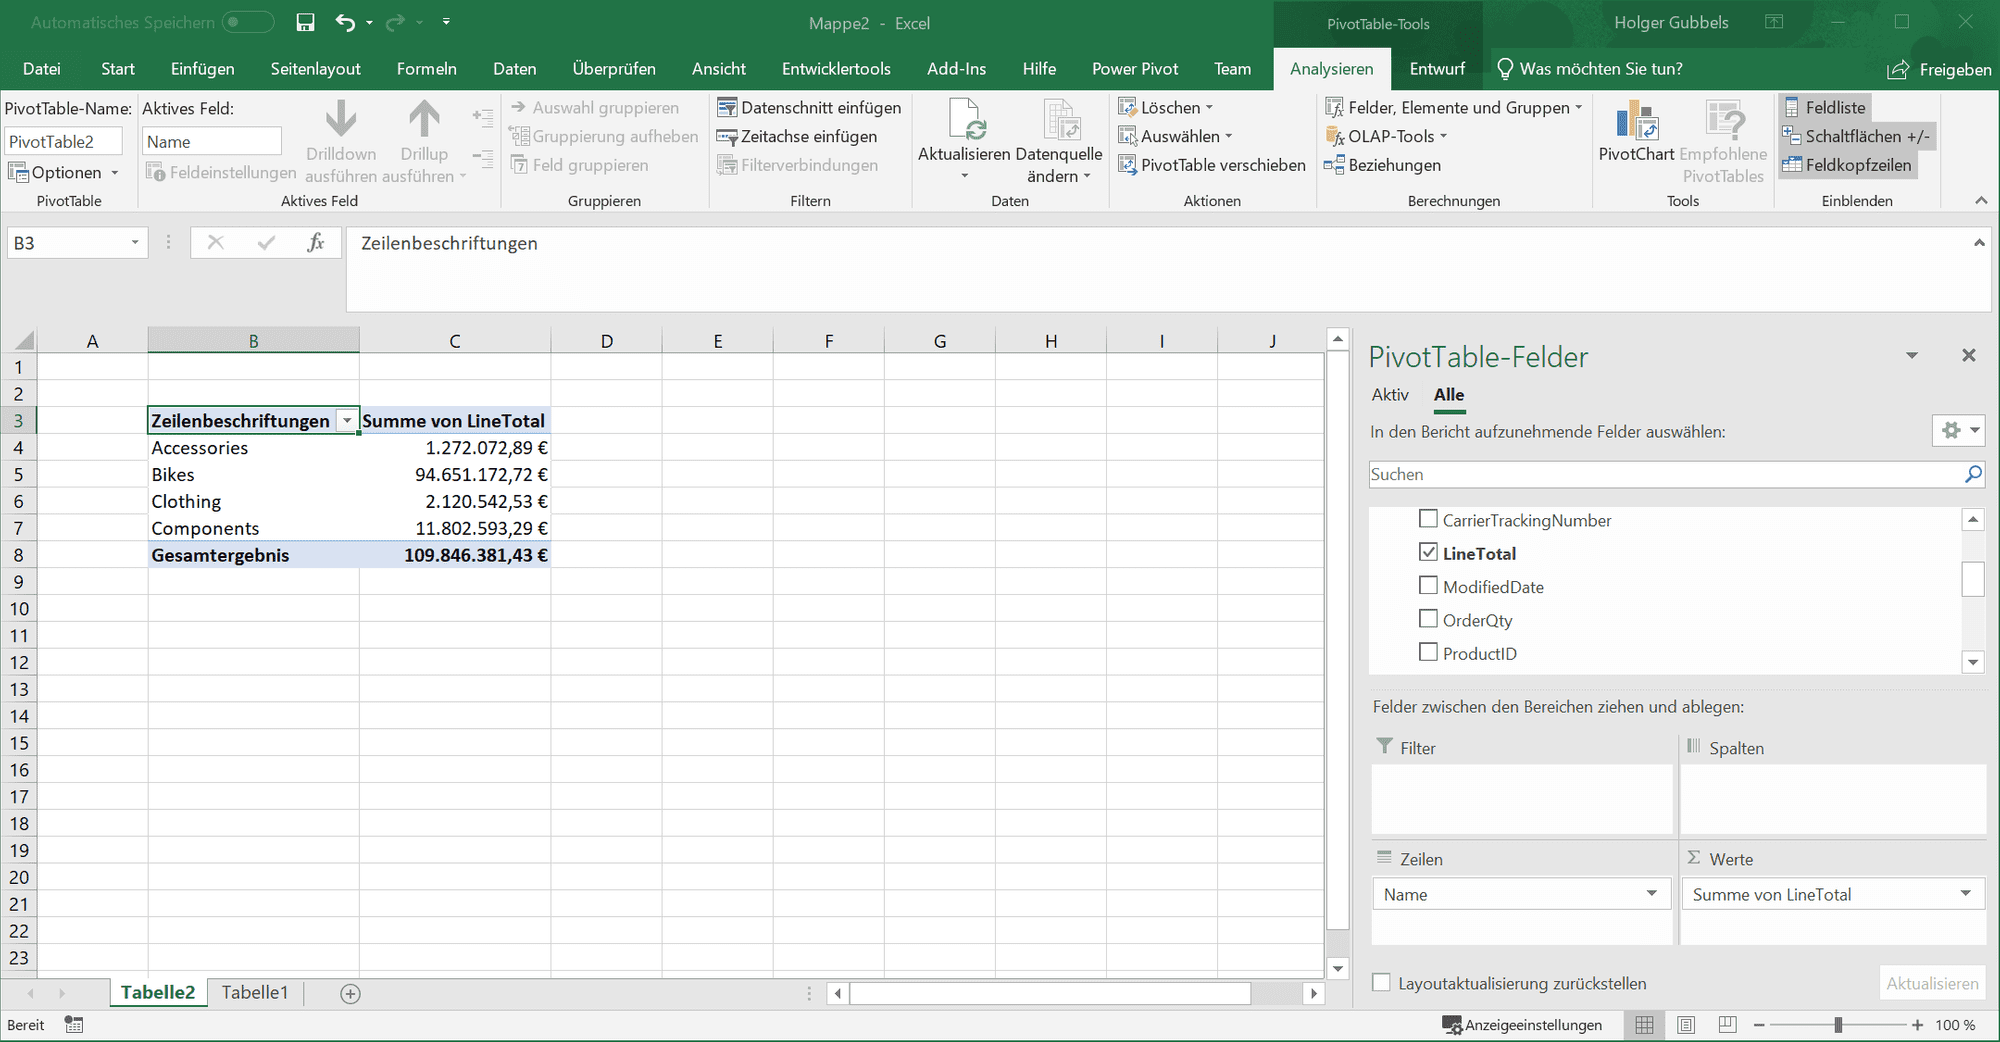 Automatisches Speichern
Mappe2 - Excel
PivotTable-Tools
Holger Gubbels
Datei Start Einfügen Seitenlayout Formeln Daten Überprüfen Ansicht Entwicklertools Add-Ins Hilfe Power Pivot Team Analysieren Entwurf Was möchten Sie tun? Freigeben
PivotTable-Name:
PivotTable2
Optionen
PivotTable
Aktives Feld:
Name
Feldeinstellungen
Drilldown
ausführen
Drillup
ausführen
Aktives Feld
Auswahl gruppieren
Gruppierung aufheben
Feld gruppieren
Gruppieren
Datenschnitt einfügen
Zeitachse einfügen
Filterverbindungen
Filtern
Aktualisieren
Datenquelle
ändern
Daten
Löschen
Auswählen
PivotTable verschieben
Aktionen
Felder, Elemente und Gruppen
OLAP-Tools
Beziehungen
Berechnungen
PivotChart
Empfohlene
PivotTables
Tools
Feldliste
Schaltflächen +/-
Feldkopfzeilen
Einblenden
B3
fx
Zeilenbeschriftungen
A B C D E F G H I J
1
2
3 Zeilenbeschriftungen Summe von LineTotal
4 Accessories 1.272.072,89 €
5 Bikes 94.651.172,72 €
6 Clothing 2.120.542,53 €
7 Components 11.802.593,29 €
8 Gesamtergebnis 109.846.381,43 €
9
10
11
12
13
14
15
16
17
18
19
20
21
22
23
PivotTable-Felder
Aktiv Alle
In den Bericht aufzunehmende Felder auswählen:
Suchen
CarrierTrackingNumber
LineTotal
ModifiedDate
OrderQty
ProductID
Felder zwischen den Bereichen ziehen und ablegen:
Filter
Spalten
Zeilen
Σ Werte
Name
Summe von LineTotal
Layoutaktualisierung zurückstellen
Aktualisieren
Tabelle2 Tabelle1
Bereit
Anzeigeeinstellungen
100 %